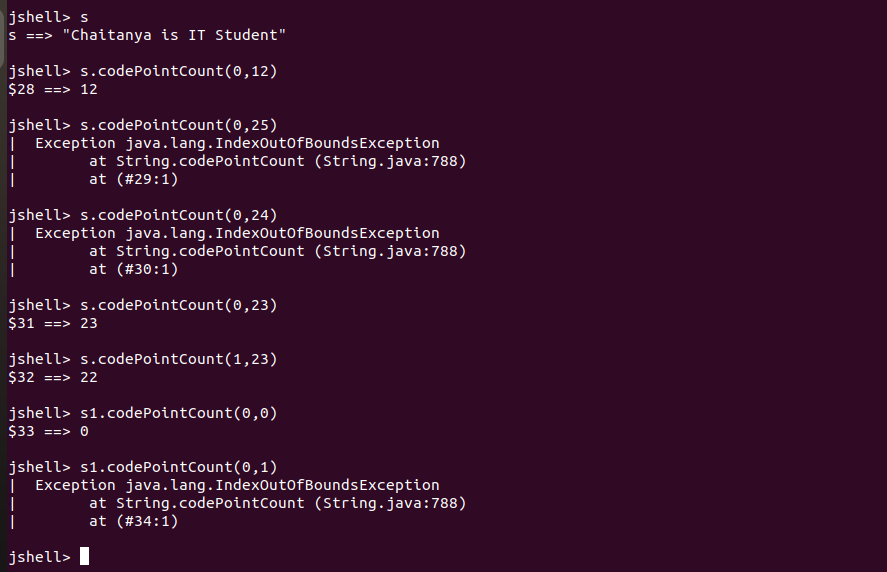 jshell> s
s ==> "Chaitanya is IT Student"
jshell> s.codePointCount(0,12)
$28 ==> 12
jshell> s.codePointCount(0,25)
|  Exception java.lang.IndexOutOfBoundsException
|        at String.codePointCount (String.java:788)
|        at (#29:1)
jshell> s.codePointCount(0,24)
|  Exception java.lang.IndexOutOfBoundsException
|        at String.codePointCount (String.java:788)
|        at (#30:1)
jshell> s.codePointCount(0,23)
$31 ==> 23
jshell> s.codePointCount(1,23)
$32 ==> 22
jshell> s1.codePointCount(0,0)
$33 ==> 0
jshell> s1.codePointCount(0,1)
|  Exception java.lang.IndexOutOfBoundsException
|        at String.codePointCount (String.java:788)
|        at (#34:1)
jshell>